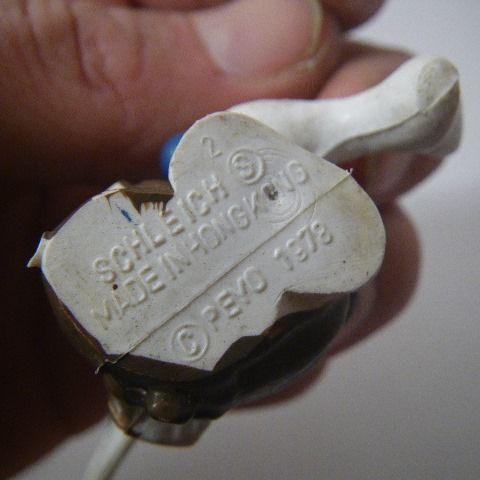 2
SCHLEICH S
MADE IN HONGKONG
© PEYO 1978